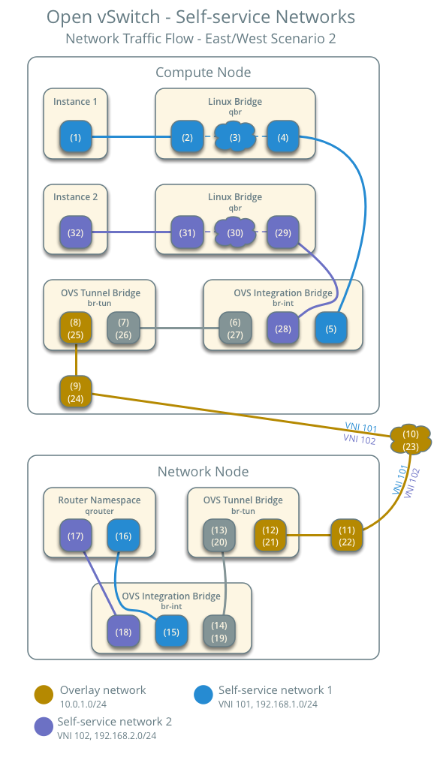 Open vSwitch - Self-service Networks
Network Traffic Flow - East/West Scenario 2
Compute Node
Instance 1
Linux Bridge
qbr
(1)
(2)
(3)
(4)
Instance 2
Linux Bridge
qbr
(32)
(31)
(30)
(29)
OVS Tunnel Bridge
br-tun
OVS Integration Bridge
br-int
(8)
(25)
(7)
(26)
(6)
(27)
(28)
(5)
(9)
(24)
VNI 101
VNI 102
(10)
(23)
VNI 101
VNI 102
Network Node
Router Namespace
qrouter
OVS Tunnel Bridge
br-tun
(17)
(16)
(13)
(20)
(12)
(21)
(11)
(22)
OVS Integration Bridge
br-int
(18)
(15)
(14)
(19)
Overlay network
10.0.1.0/24
Self-service network 1
VNI 101, 192.168.1.0/24
Self-service network 2
VNI 102, 192.168.2.0/24